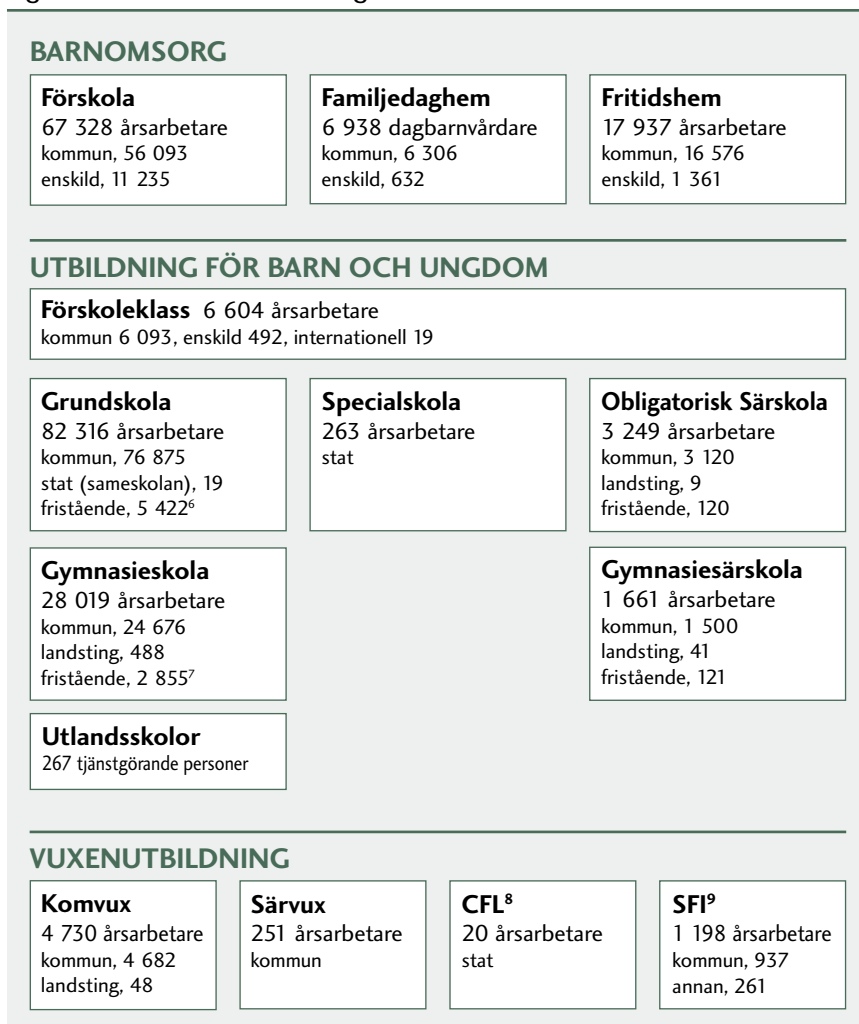 BARNOMSORG
Förskola
67 328 årsarbetare
kommun, 56 093
enskild, 11 235
Familjedaghem
6 938 dagbarnvårdare
kommun, 6 306
enskild, 632
Fritidshem
17 937 årsarbetare
kommun, 16 576
enskild, 1 361
UTBILDNING FÖR BARN OCH UNGDOM
Förskoleklass 6 604 årsarbetare
kommun 6 093, enskild 492, internationell 19
Grundskola
82 316 årsarbetare
kommun, 76 875
stat (sameskolan), 19
fristående, 5 422⁶
Specialskola
263 årsarbetare
stat
Obligatorisk Särskola
3 249 årsarbetare
kommun, 3 120
landsting, 9
fristående, 120
Gymnasieskola
28 019 årsarbetare
kommun, 24 676
landsting, 488
fristående, 2 855⁷
Gymnasiesärskola
1 661 årsarbetare
kommun, 1 500
landsting, 41
fristående, 121
Utlandsskolor
267 tjänstgörande personer
VUXENUTBILDNING
Komvux
4 730 årsarbetare
kommun, 4 682
landsting, 48
Särvux
251 årsarbetare
kommun
CFL⁸
20 årsarbetare
stat
SFI⁹
1 198 årsarbetare
kommun, 937
annan, 261